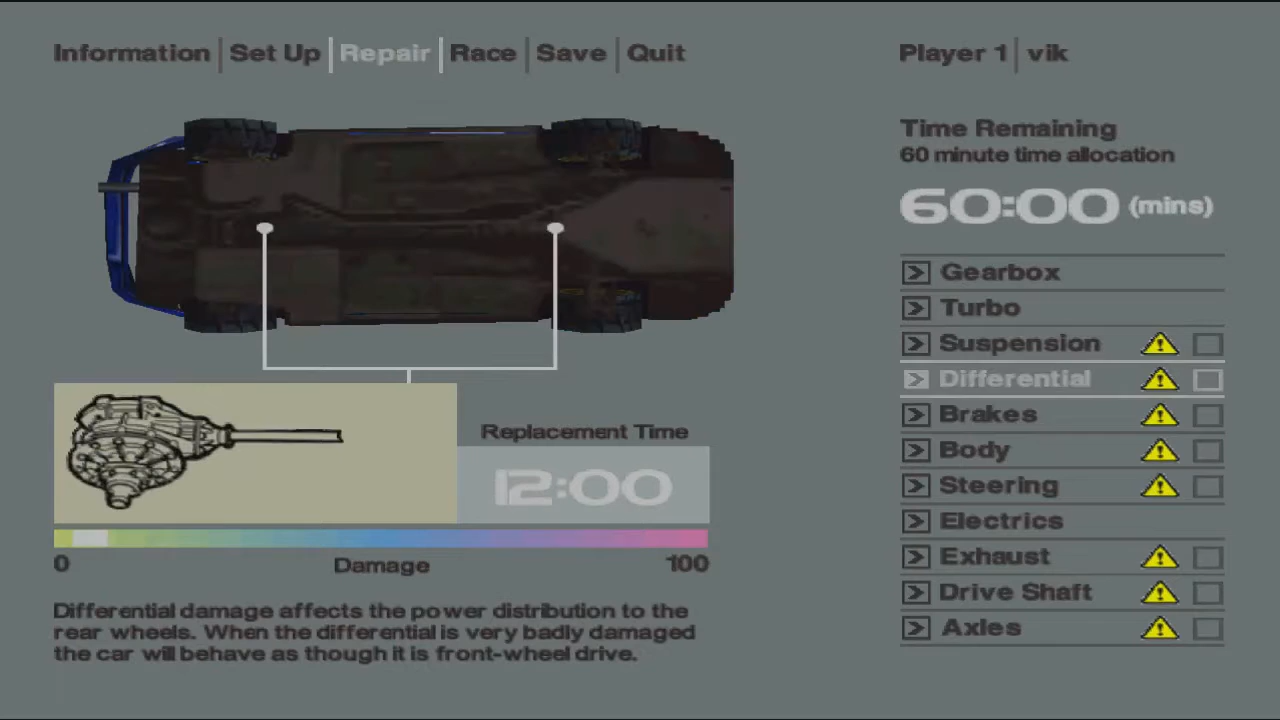 Information | Set Up | Repair | Race | Save | Quit
Player 1 | vik
Time Remaining
60 minute time allocation
60:00 (mins)
Gearbox
Turbo
Suspension
Differential
Brakes
Body
Steering
Electrics
Exhaust
Drive Shaft
Axles
Replacement Time
12:00
0 Damage 100
Differential damage affects the power distribution to the
rear wheels. When the differential is very badly damaged
the car will behave as though it is front-wheel drive.